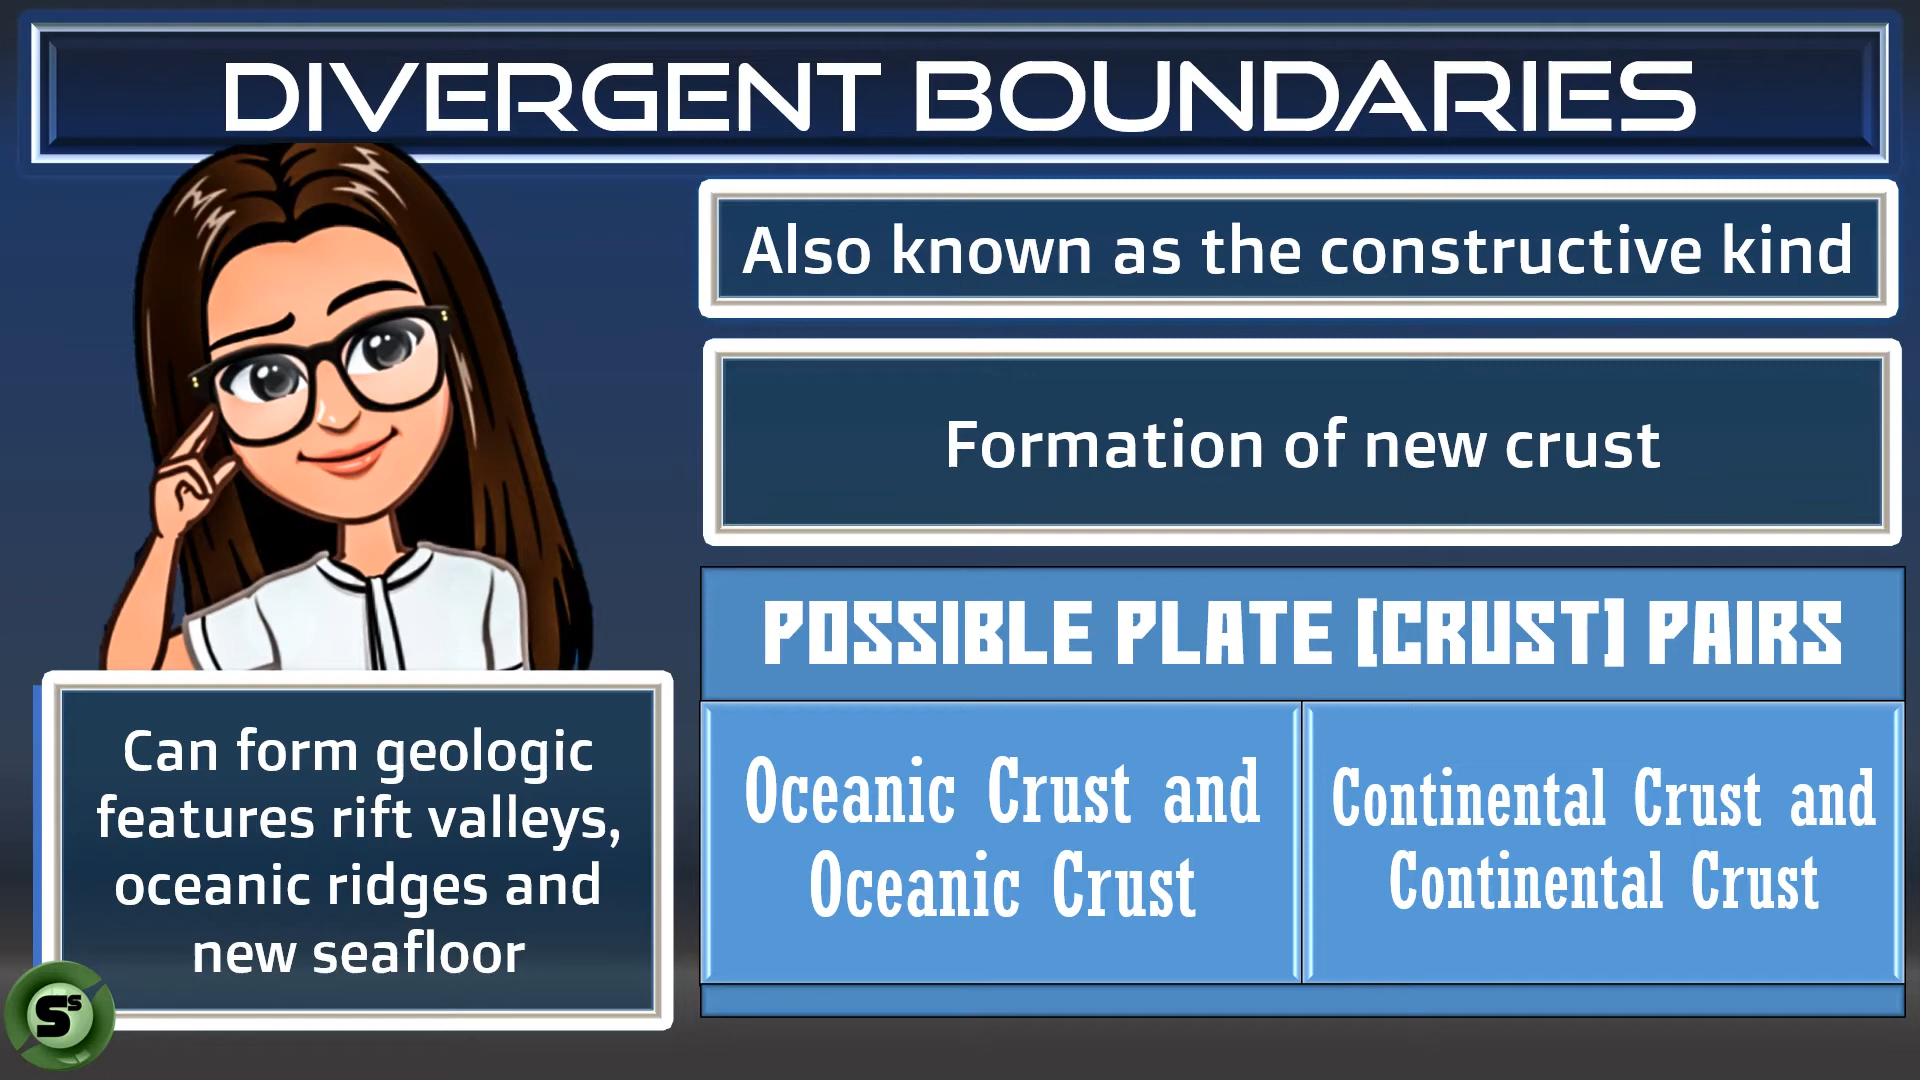 DIVERGENT BOUNDARIES
Also known as the constructive kind
Formation of new crust
POSSIBLE PLATE (CRUST) PAIRS
Oceanic Crust and
Oceanic Crust
Continental Crust and
Continental Crust
Can form geologic
features rift valleys,
oceanic ridges and
new seafloor
Ss